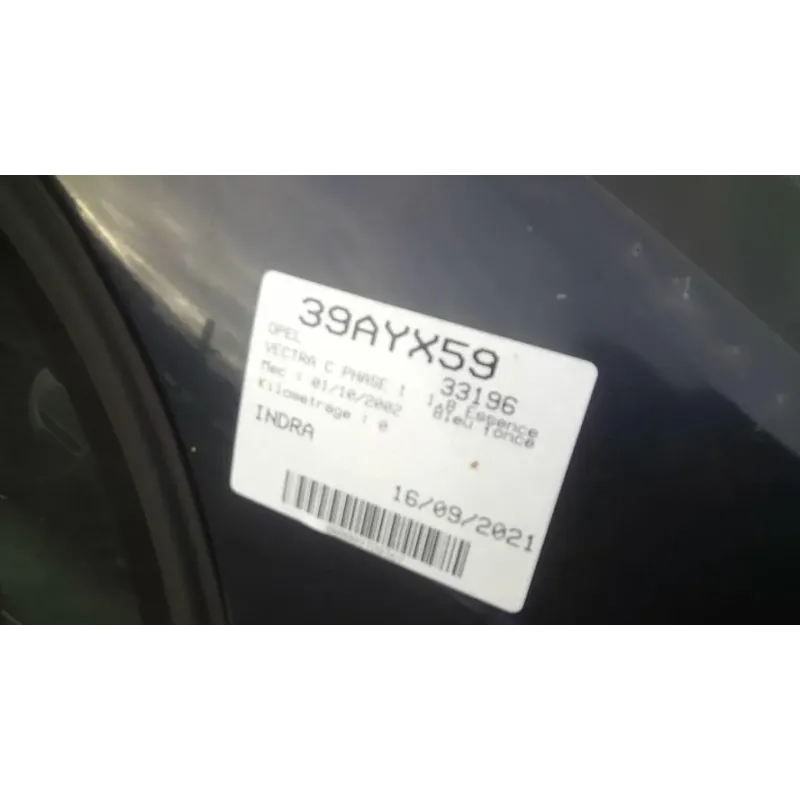 39AYX59
OPEL 33196
VECTRA C PHASE 1 1.8 Essence
Mec : 01/10/2002 Bleu fonce
Kilometrage : 0
INDRA
16/09/2021